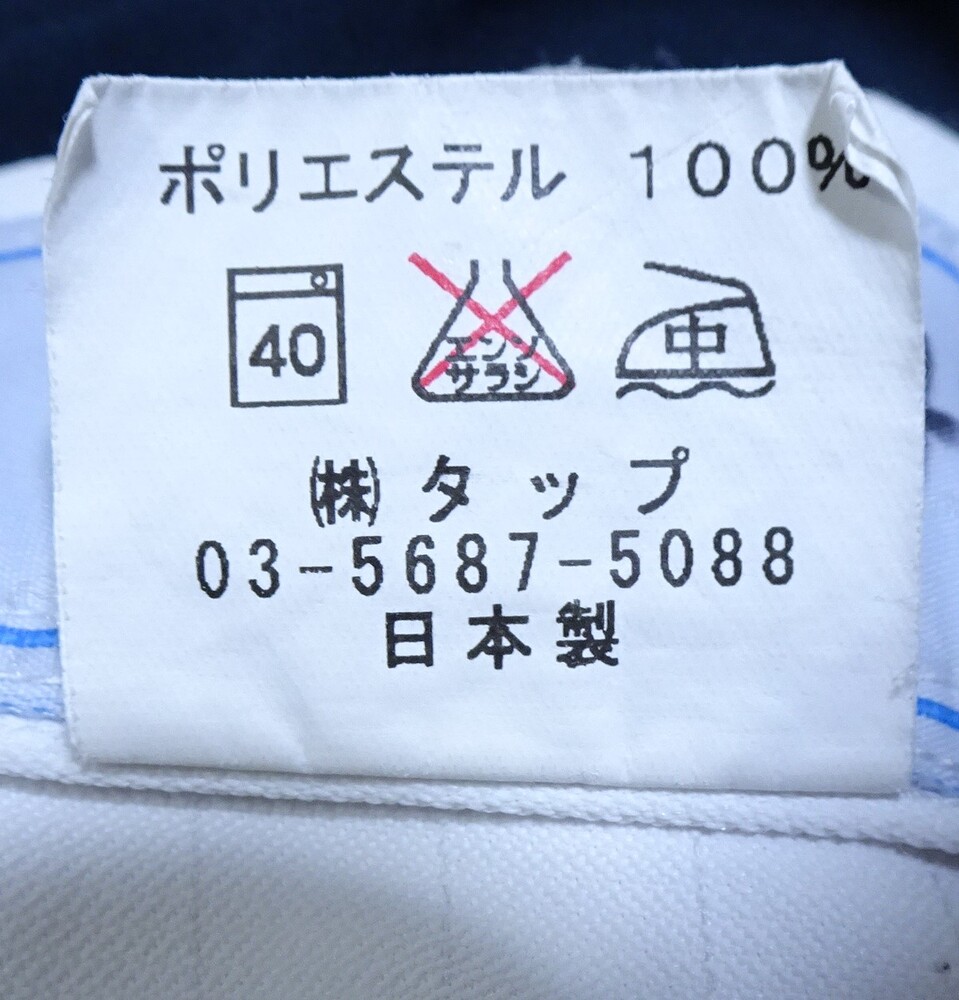 ポリエステル 100%
40 エンソサラシ 中
㈱タップ
03-5687-5088
日本製